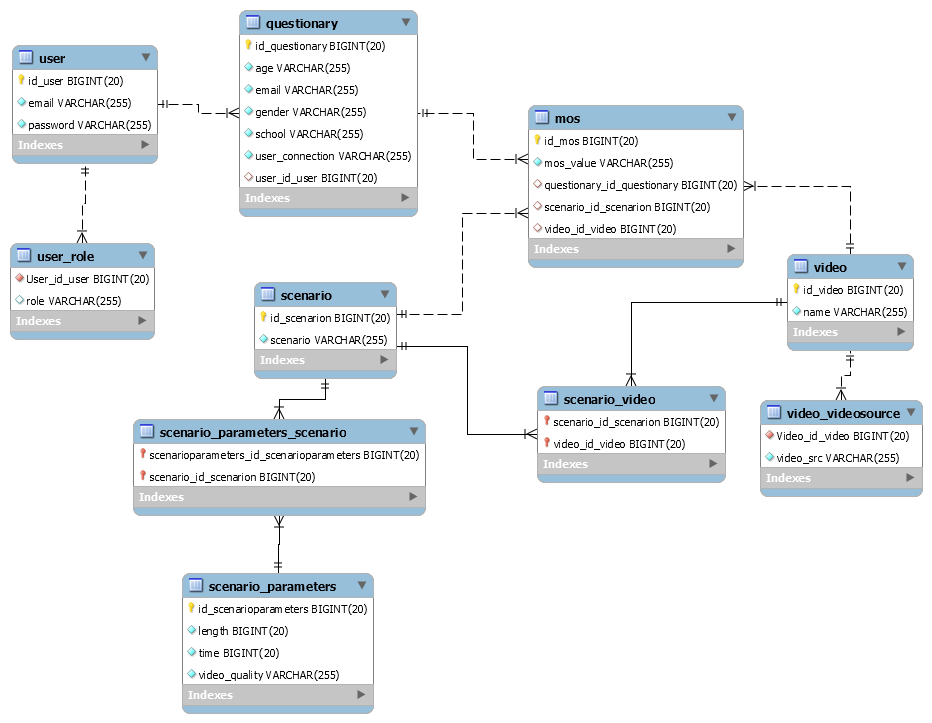 user
id_user BIGINT(20)
email VARCHAR(255)
password VARCHAR(255)
Indexes
questionary
id_questionary BIGINT(20)
age VARCHAR(255)
email VARCHAR(255)
gender VARCHAR(255)
school VARCHAR(255)
user_connection VARCHAR(255)
user_id_user BIGINT(20)
Indexes
mos
id_mos BIGINT(20)
mos_value VARCHAR(255)
questionary_id_questionary BIGINT(20)
scenario_id_scenarion BIGINT(20)
video_id_video BIGINT(20)
Indexes
user_role
User_id_user BIGINT(20)
role VARCHAR(255)
Indexes
scenario
id_scenarion BIGINT(20)
scenario VARCHAR(255)
Indexes
video
id_video BIGINT(20)
name VARCHAR(255)
Indexes
scenario_video
scenario_id_scenarion BIGINT(20)
video_id_video BIGINT(20)
Indexes
video_videosource
Video_id_video BIGINT(20)
video_src VARCHAR(255)
Indexes
scenario_parameters_scenario
scenarioparameters_id_scenarioparameters BIGINT(20)
scenario_id_scenarion BIGINT(20)
Indexes
scenario_parameters
id_scenarioparameters BIGINT(20)
length BIGINT(20)
time BIGINT(20)
video_quality VARCHAR(255)
Indexes